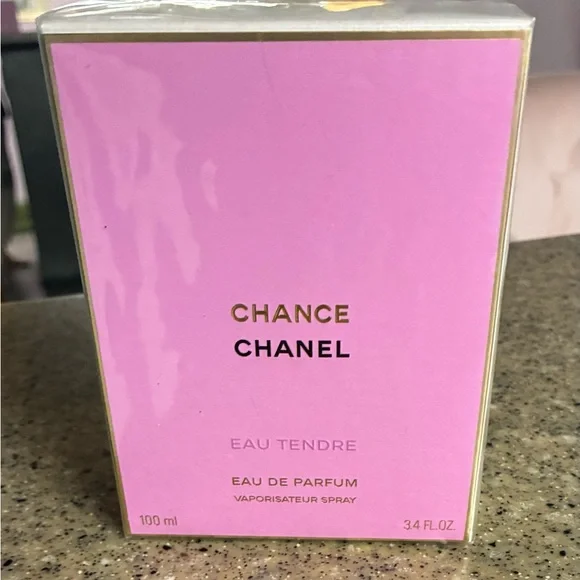 CHANCE
CHANEL
EAU TENDRE
EAU DE PARFUM
VAPORISATEUR SPRAY
100 ml 3.4 FL.OZ.